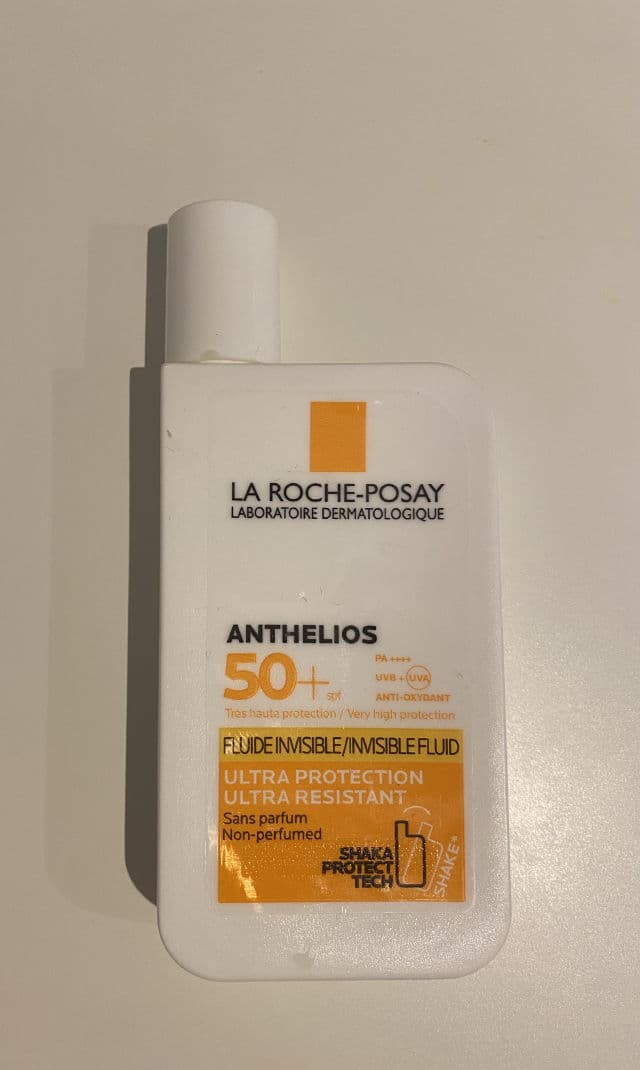 LA ROCHE-POSAY
LABORATOIRE DERMATOLOGIQUE
ANTHELIOS
50+ SPF
PA ++++
UVB + UVA
ANTI-OXYDANT
Très haute protection / Very high protection
FLUIDE INVISIBLE/INVISIBLE FLUID
ULTRA PROTECTION
ULTRA RESISTANT
Sans parfum
Non-perfumed
SHAKA
PROTECT
TECH
SHAKE*